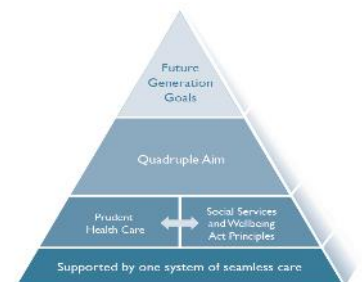 Future
Generation
Goals
Quadruple Aim
Prudent
Health Care
Social Services
and Wellbeing
Act Principles
Supported by one system of seamless care